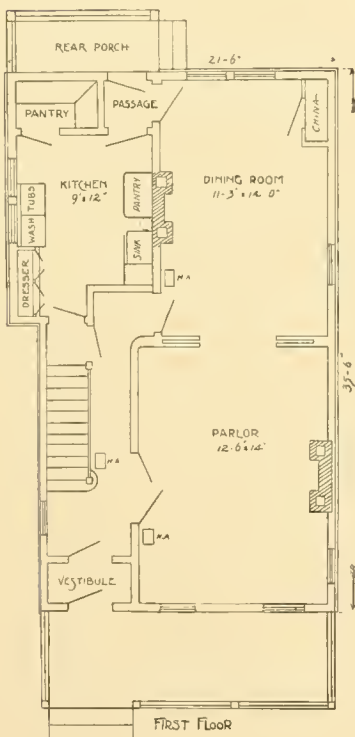 REAR PORCH
21-6"
PANTRY
PASSAGE
CHINA
KITCHEN
9'x12"
DINING ROOM
11-3"x14'0"
WASH TUBS
PANTRY
SINK
DRESSER
H.A
35-6"
PARLOR
12-6"x14'
H.A
H.A
VESTIBULE
FIRST FLOOR